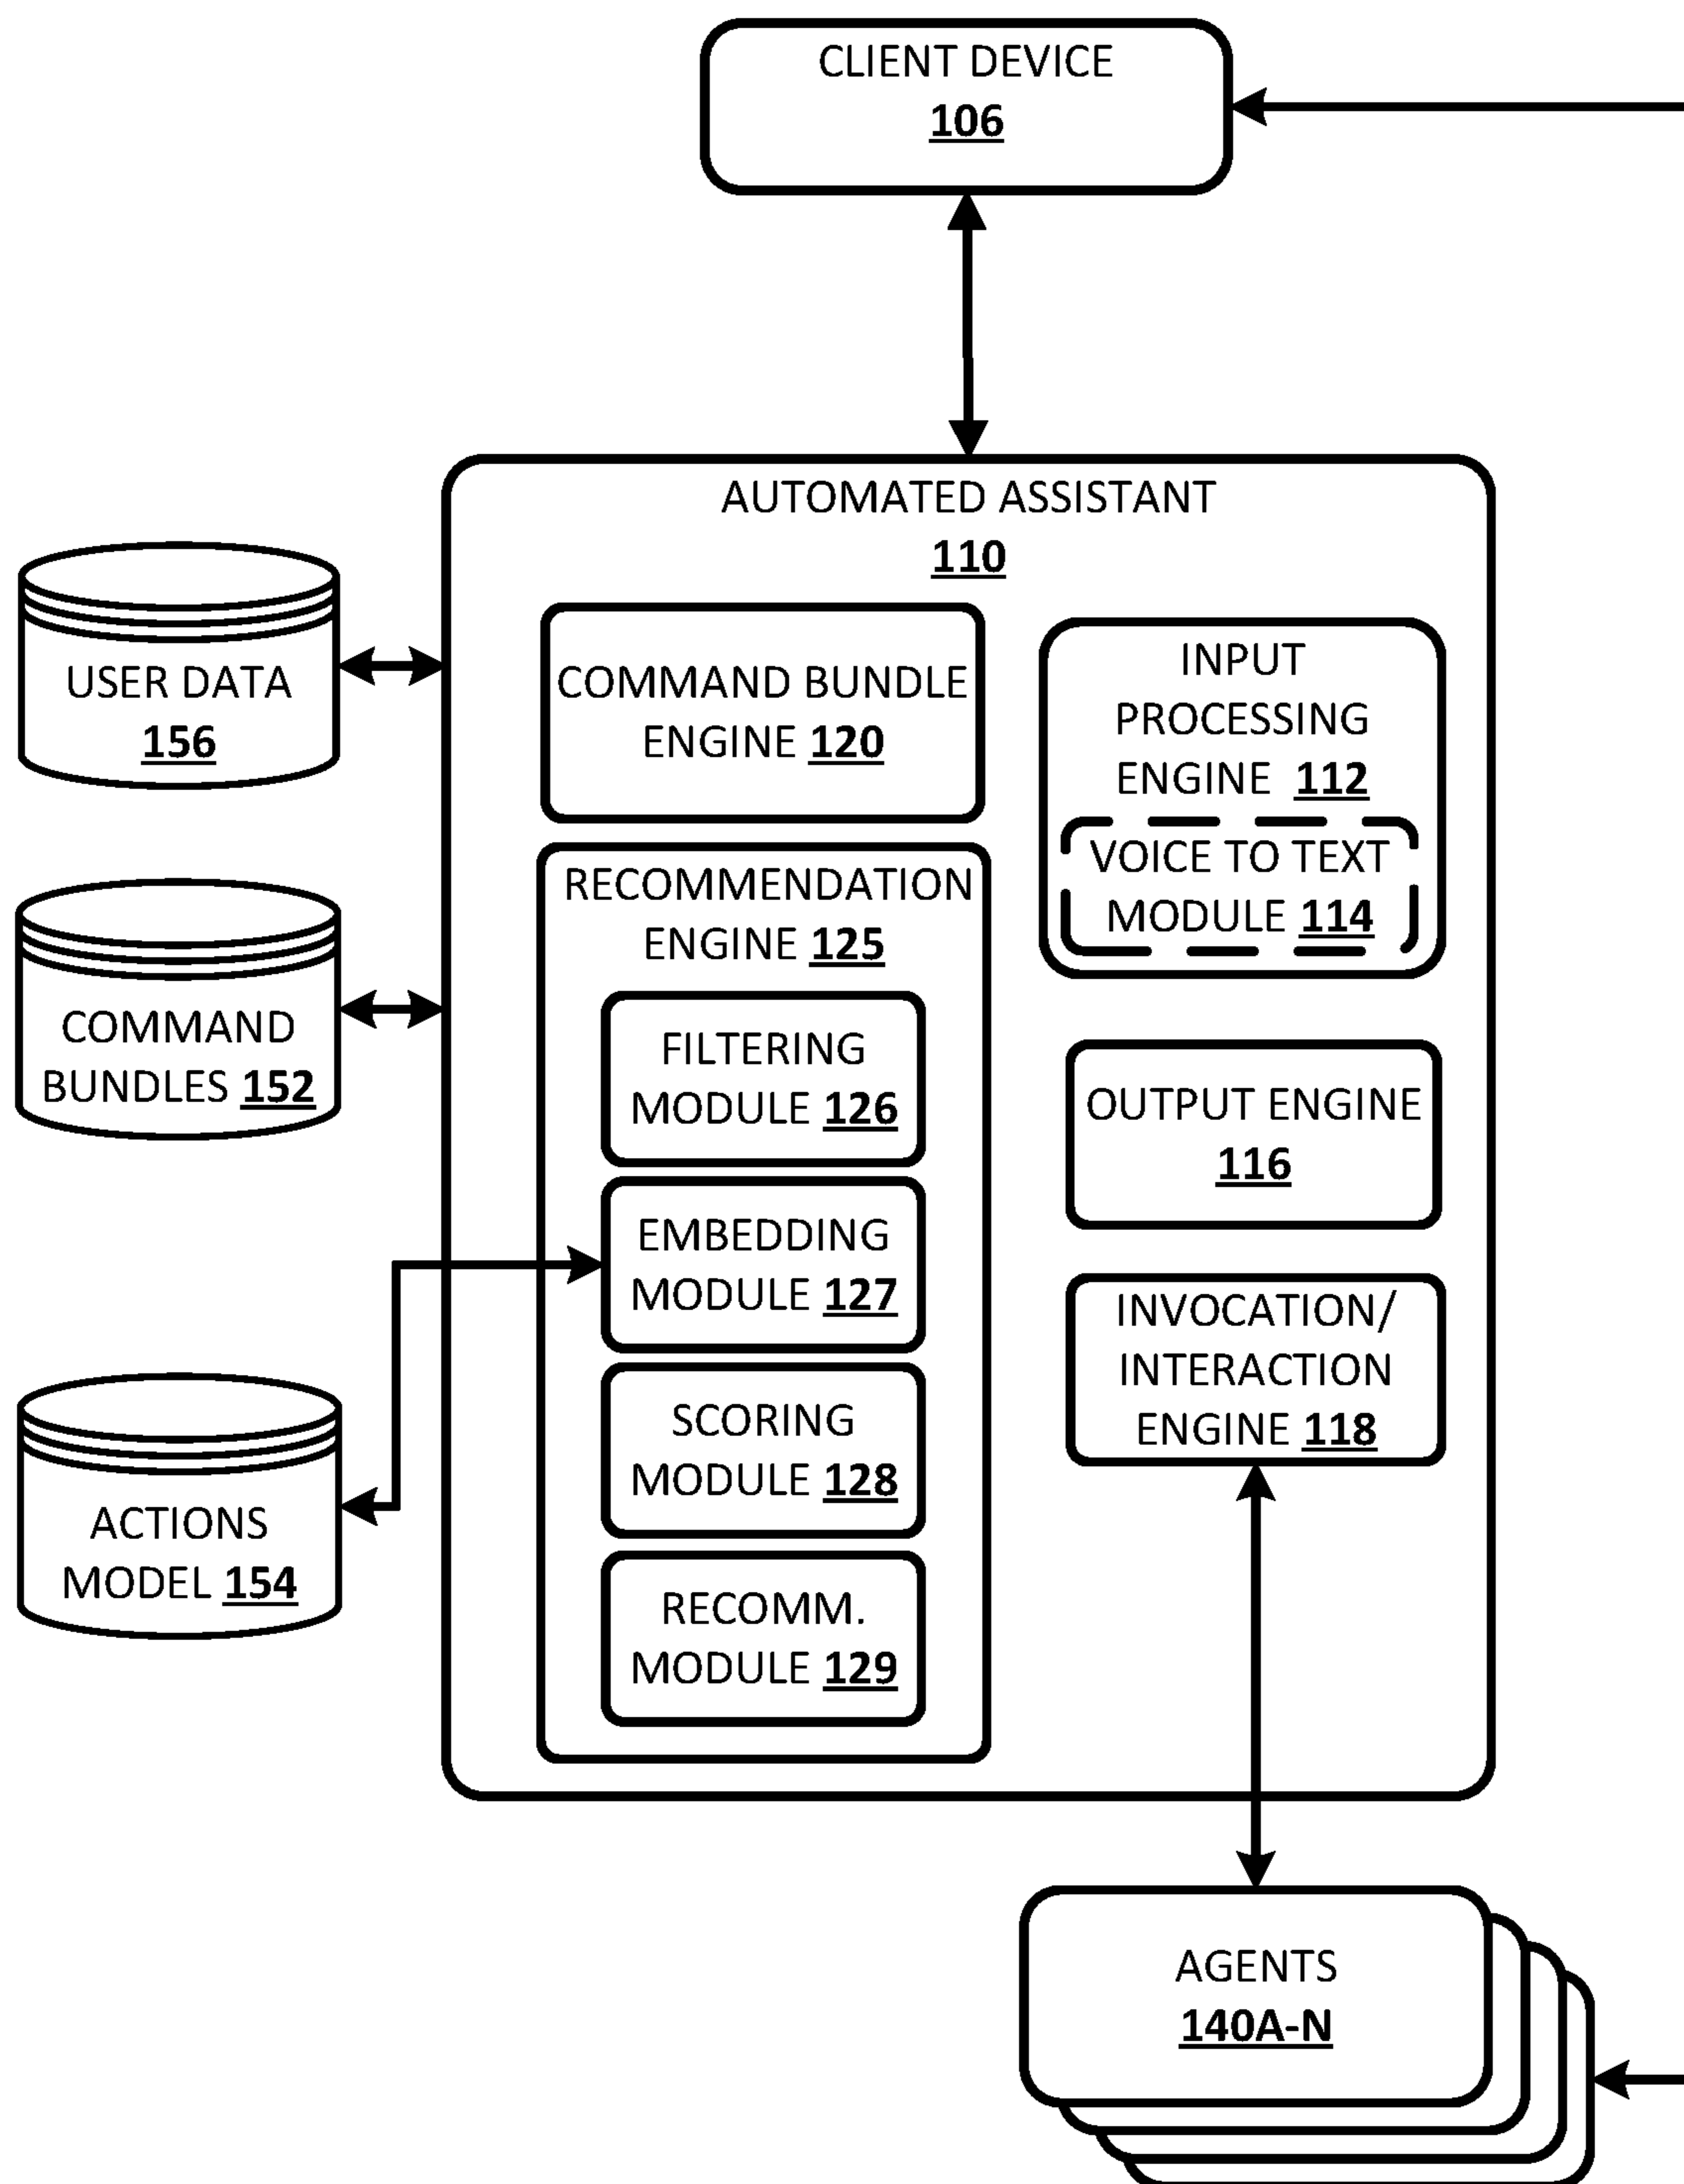 CLIENT DEVICE
106
AUTOMATED ASSISTANT
110
USER DATA
156
COMMAND
BUNDLES 152
ACTIONS
MODEL 154
COMMAND BUNDLE
ENGINE 120
RECOMMENDATION
ENGINE 125
FILTERING
MODULE 126
EMBEDDING
MODULE 127
SCORING
MODULE 128
RECOMM.
MODULE 129
INPUT
PROCESSING
ENGINE 112
VOICE TO TEXT
MODULE 114
OUTPUT ENGINE
116
INVOCATION/
INTERACTION
ENGINE 118
AGENTS
140A-N